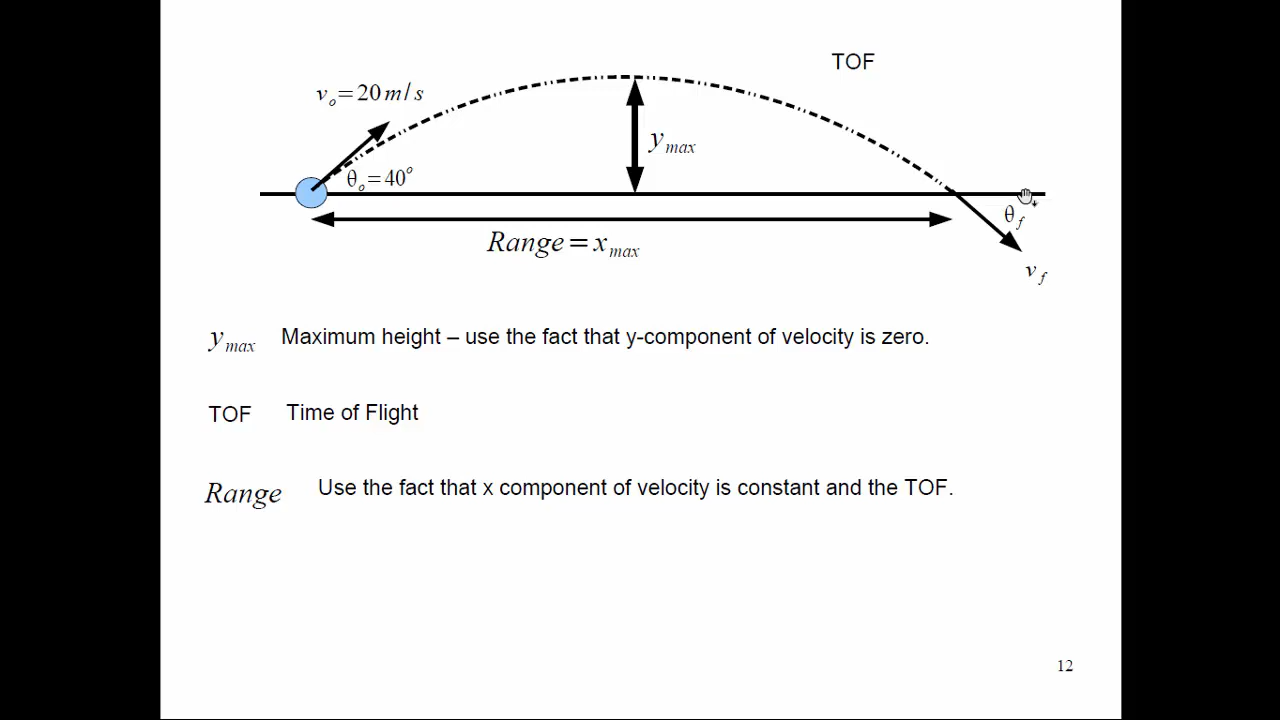 TOF
v₀=20 m/s
y_max
θ₀=40°
θ_f
Range = x_max
v_f
y_max Maximum height – use the fact that y-component of velocity is zero.
TOF Time of Flight
Range Use the fact that x component of velocity is constant and the TOF.
12